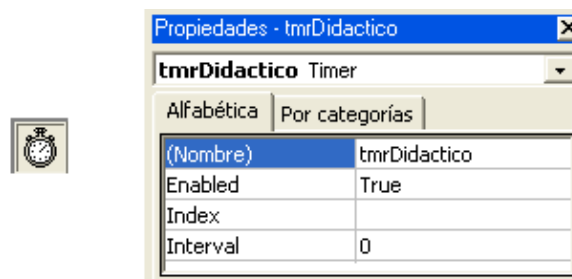 Propiedades - tmrDidactico
tmrDidactico Timer
Alfabética Por categorías
(Nombre) tmrDidactico
Enabled True
Index
Interval 0